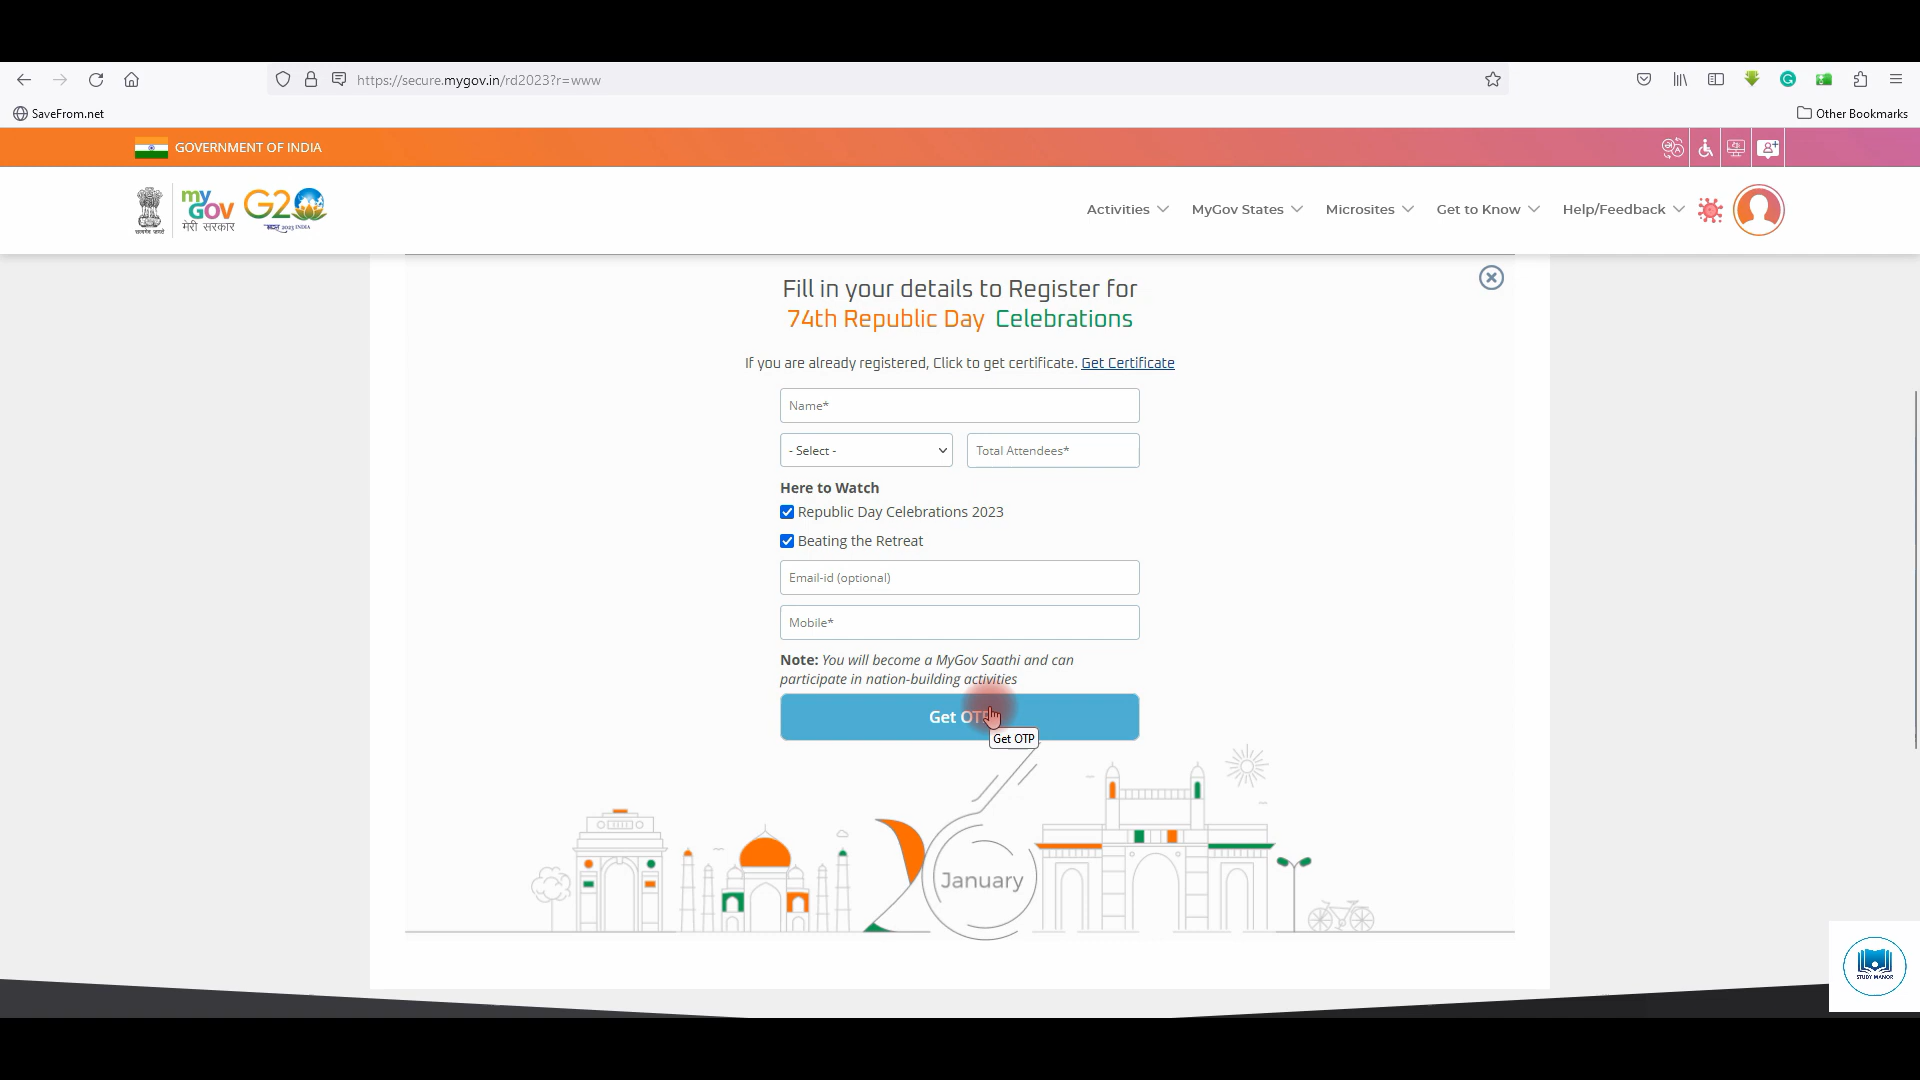 https://secure.mygov.in/rd2023?r=www
SaveFrom.net
Other Bookmarks
GOVERNMENT OF INDIA
my
GOV
मेरी सरकार
G2
Activities
MyGov States
Microsites
Get to Know
Help/Feedback
Fill in your details to Register for
74th Republic Day Celebrations
If you are already registered, Click to get certificate. Get Certificate
Name*
- Select -
Total Attendees*
Here to Watch
Republic Day Celebrations 2023
Beating the Retreat
Email-id (optional)
Mobile*
Note: You will become a MyGov Saathi and can
participate in nation-building activities
Get OTP
Get OTP
January
STUDY MANOR